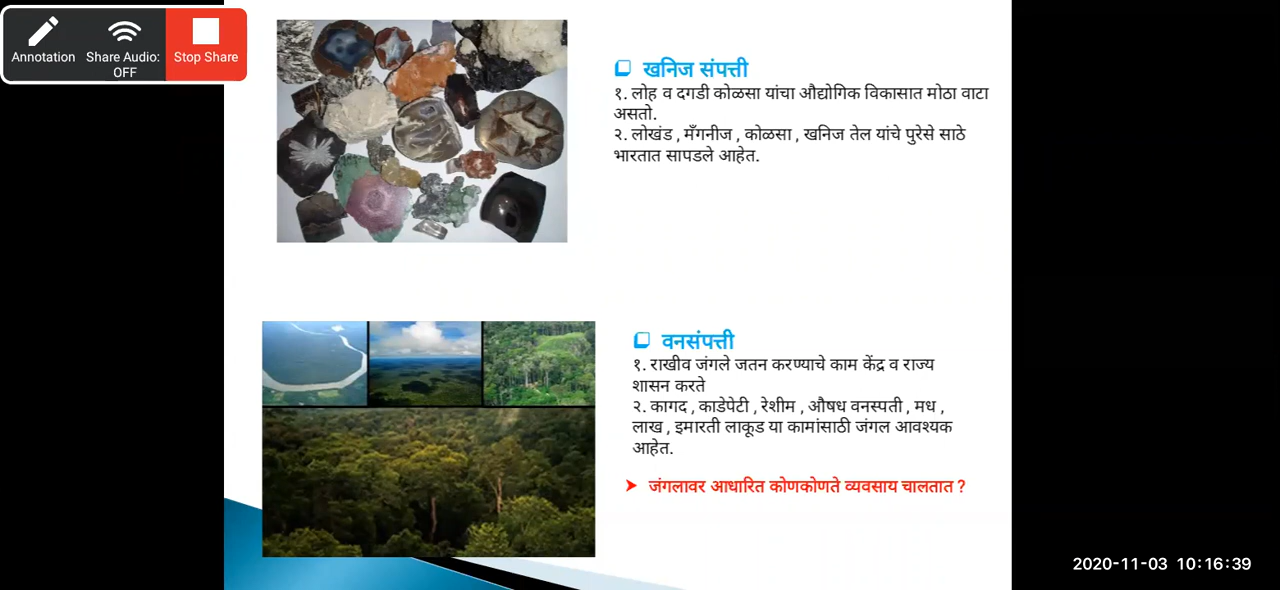 Annotation
Share Audio:
OFF
Stop Share
खनिज संपत्ती
१. लोह व दगडी कोळसा यांचा औद्योगिक विकासात मोठा वाटा
असतो.
२. लोखंड , मँगनीज , कोळसा , खनिज तेल यांचे पुरेसे साठे
भारतात सापडले आहेत.
वनसंपत्ती
१. राखीव जंगले जतन करण्याचे काम केंद्र व राज्य
शासन करते
२. कागद , काडेपेटी , रेशीम , औषध वनस्पती , मध ,
लाख , इमारती लाकूड या कामांसाठी जंगल आवश्यक
आहेत.
जंगलावर आधारित कोणकोणते व्यवसाय चालतात ?
2020-11-03 10:16:39